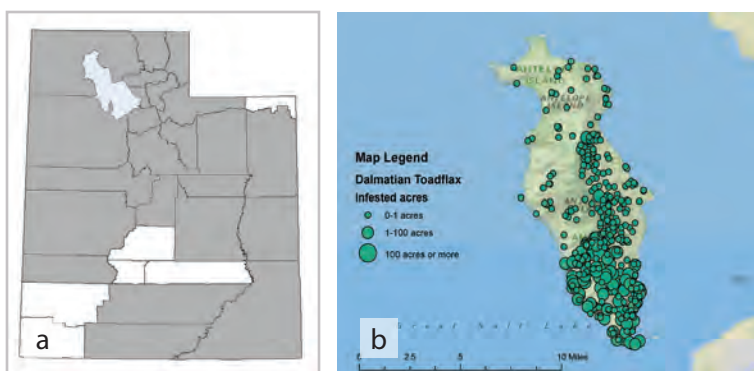 a
Map Legend
Dalmatian Toadflax
Infested acres
0-1 acres
1-100 acres
100 acres or more
ISLAND
Great Salt Lake
b
0
2.5
5
10 Miles